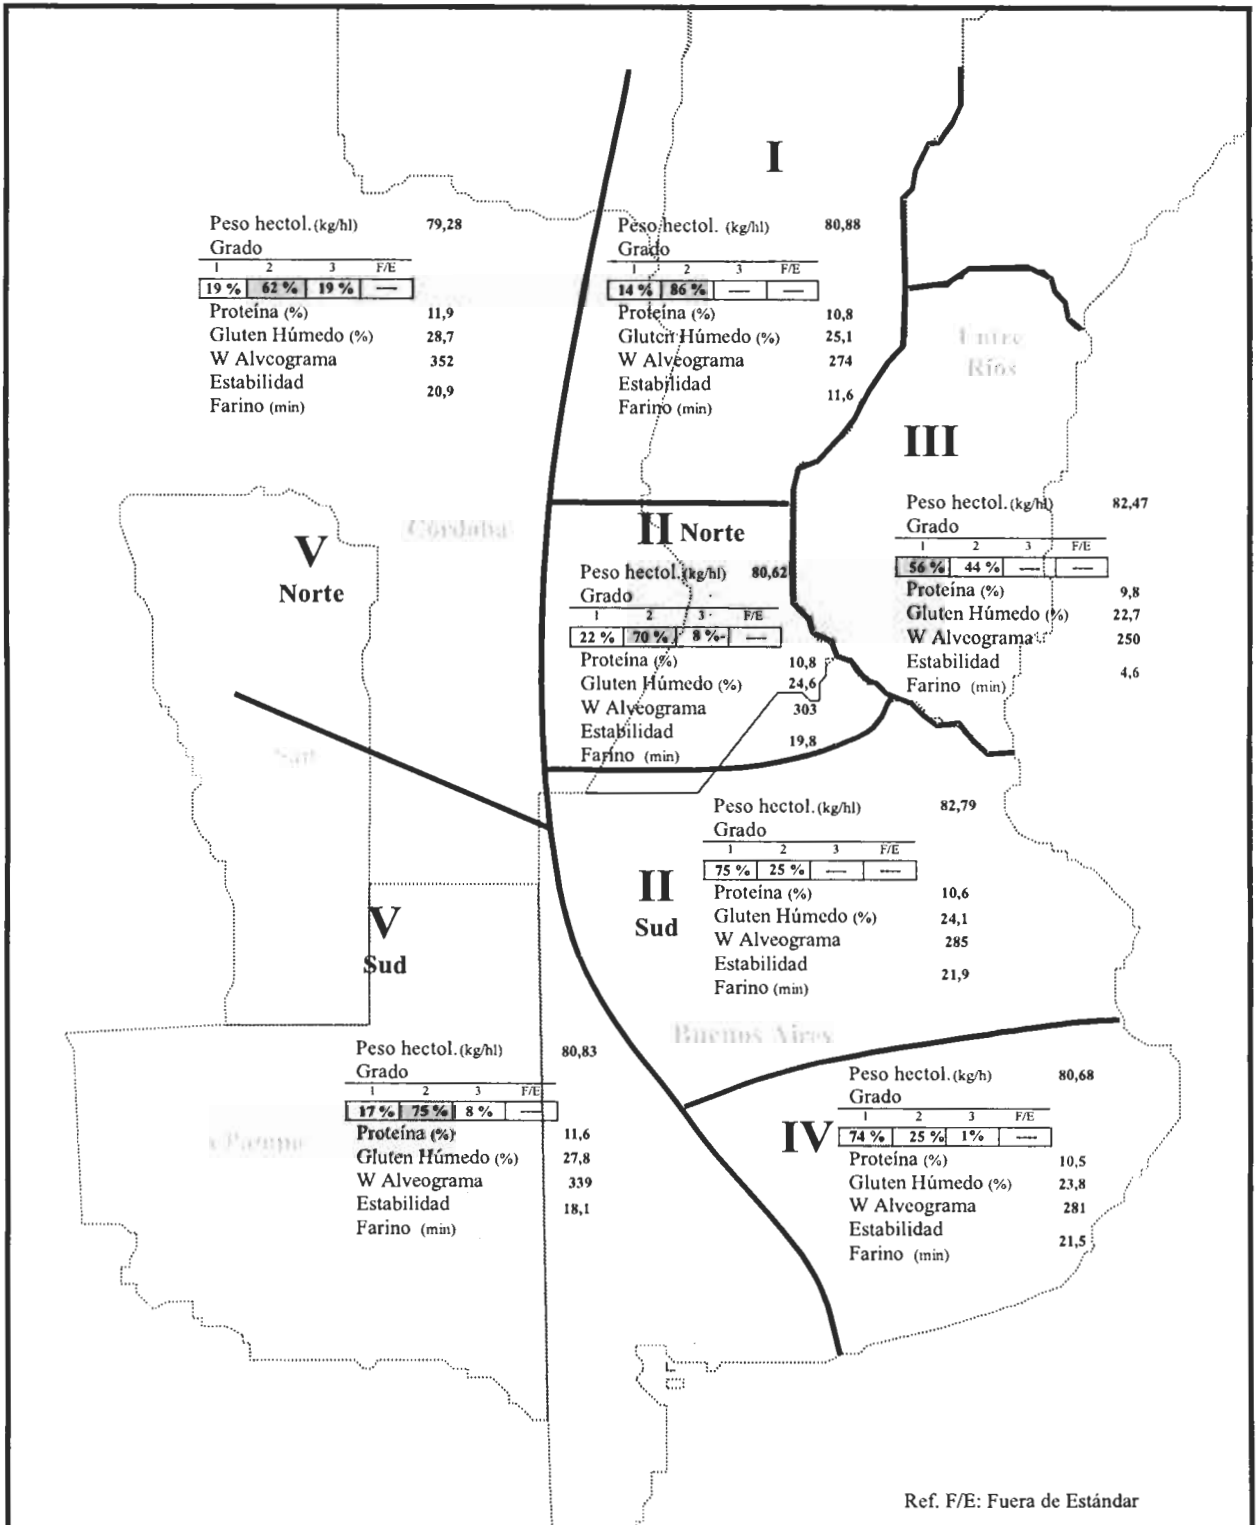 I
Peso hectol. (kg/hl) 79,28
Grado
1 2 3 F/E
19 % 62 % 19 % —
Proteína (%) 11,9
Gluten Húmedo (%) 28,7
W Alveograma 352
Estabilidad
Farino (min) 20,9
Peso hectol. (kg/hl) 80,88
Grado
1 2 3 F/E
14 % 86 % — —
Proteína (%) 10,8
Gluten Húmedo (%) 25,1
W Alveograma 274
Estabilidad
Farino (min) 11,6
Entre
Ríos
III
Peso hectol. (kg/hl) 82,47
Grado
1 2 3 F/E
56 % 44 % — —
Proteína (%) 9,8
Gluten Húmedo (%) 22,7
W Alveograma 250
Estabilidad
Farino (min) 4,6
Córdoba
V
Norte
II Norte
Peso hectol. (kg/hl) 80,62
Grado
1 2 3 F/E
22 % 70 % 8 % —
Proteína (%) 10,8
Gluten Húmedo (%) 24,6
W Alveograma 303
Estabilidad
Farino (min) 19,8
Peso hectol. (kg/hl) 82,79
Grado
1 2 3 F/E
75 % 25 % — —
Proteína (%) 10,6
Gluten Húmedo (%) 24,1
W Alveograma 285
Estabilidad
Farino (min) 21,9
II
Sud
V
Sud
Buenos Aires
Peso hectol. (kg/hl) 80,83
Grado
1 2 3 F/E
17 % 75 % 8 % —
Proteína (%) 11,6
Gluten Húmedo (%) 27,8
W Alveograma 339
Estabilidad
Farino (min) 18,1
Pampa
IV
Peso hectol. (kg/h) 80,68
Grado
1 2 3 F/E
74 % 25 % 1% —
Proteína (%) 10,5
Gluten Húmedo (%) 23,8
W Alveograma 281
Estabilidad
Farino (min) 21,5
Ref. F/E: Fuera de Estándar